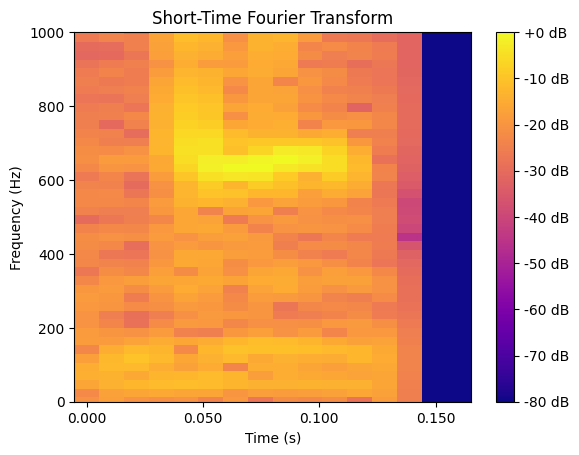 Short-Time Fourier Transform
1000
800
600
400
200
0
Frequency (Hz)
0.000
0.050
0.100
0.150
Time (s)
+0 dB
-10 dB
-20 dB
-30 dB
-40 dB
-50 dB
-60 dB
-70 dB
-80 dB